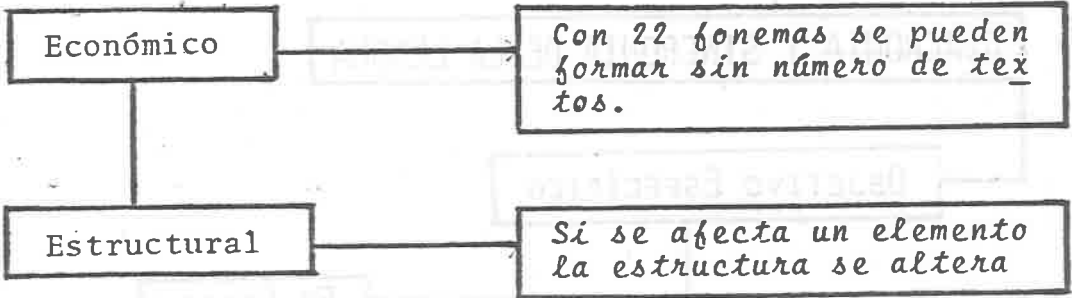 Económico
Con 22 fonemas se pueden
formar sin número de tex
tos.
Estructural
Si se afecta un elemento
la estructura se altera